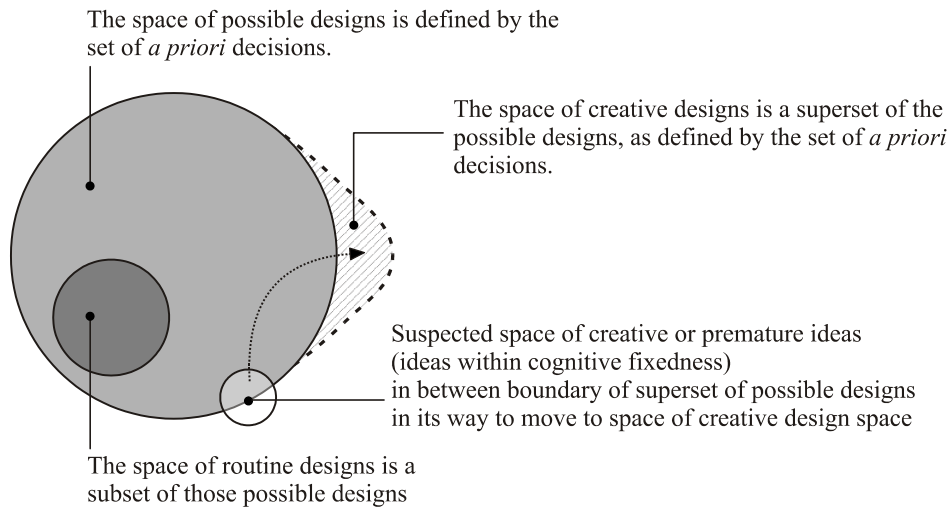 The space of possible designs is defined by the
set of a priori decisions.
The space of creative designs is a superset of the
possible designs, as defined by the set of a priori
decisions.
Suspected space of creative or premature ideas
(ideas within cognitive fixedness)
in between boundary of superset of possible designs
in its way to move to space of creative design space
The space of routine designs is a
subset of those possible designs